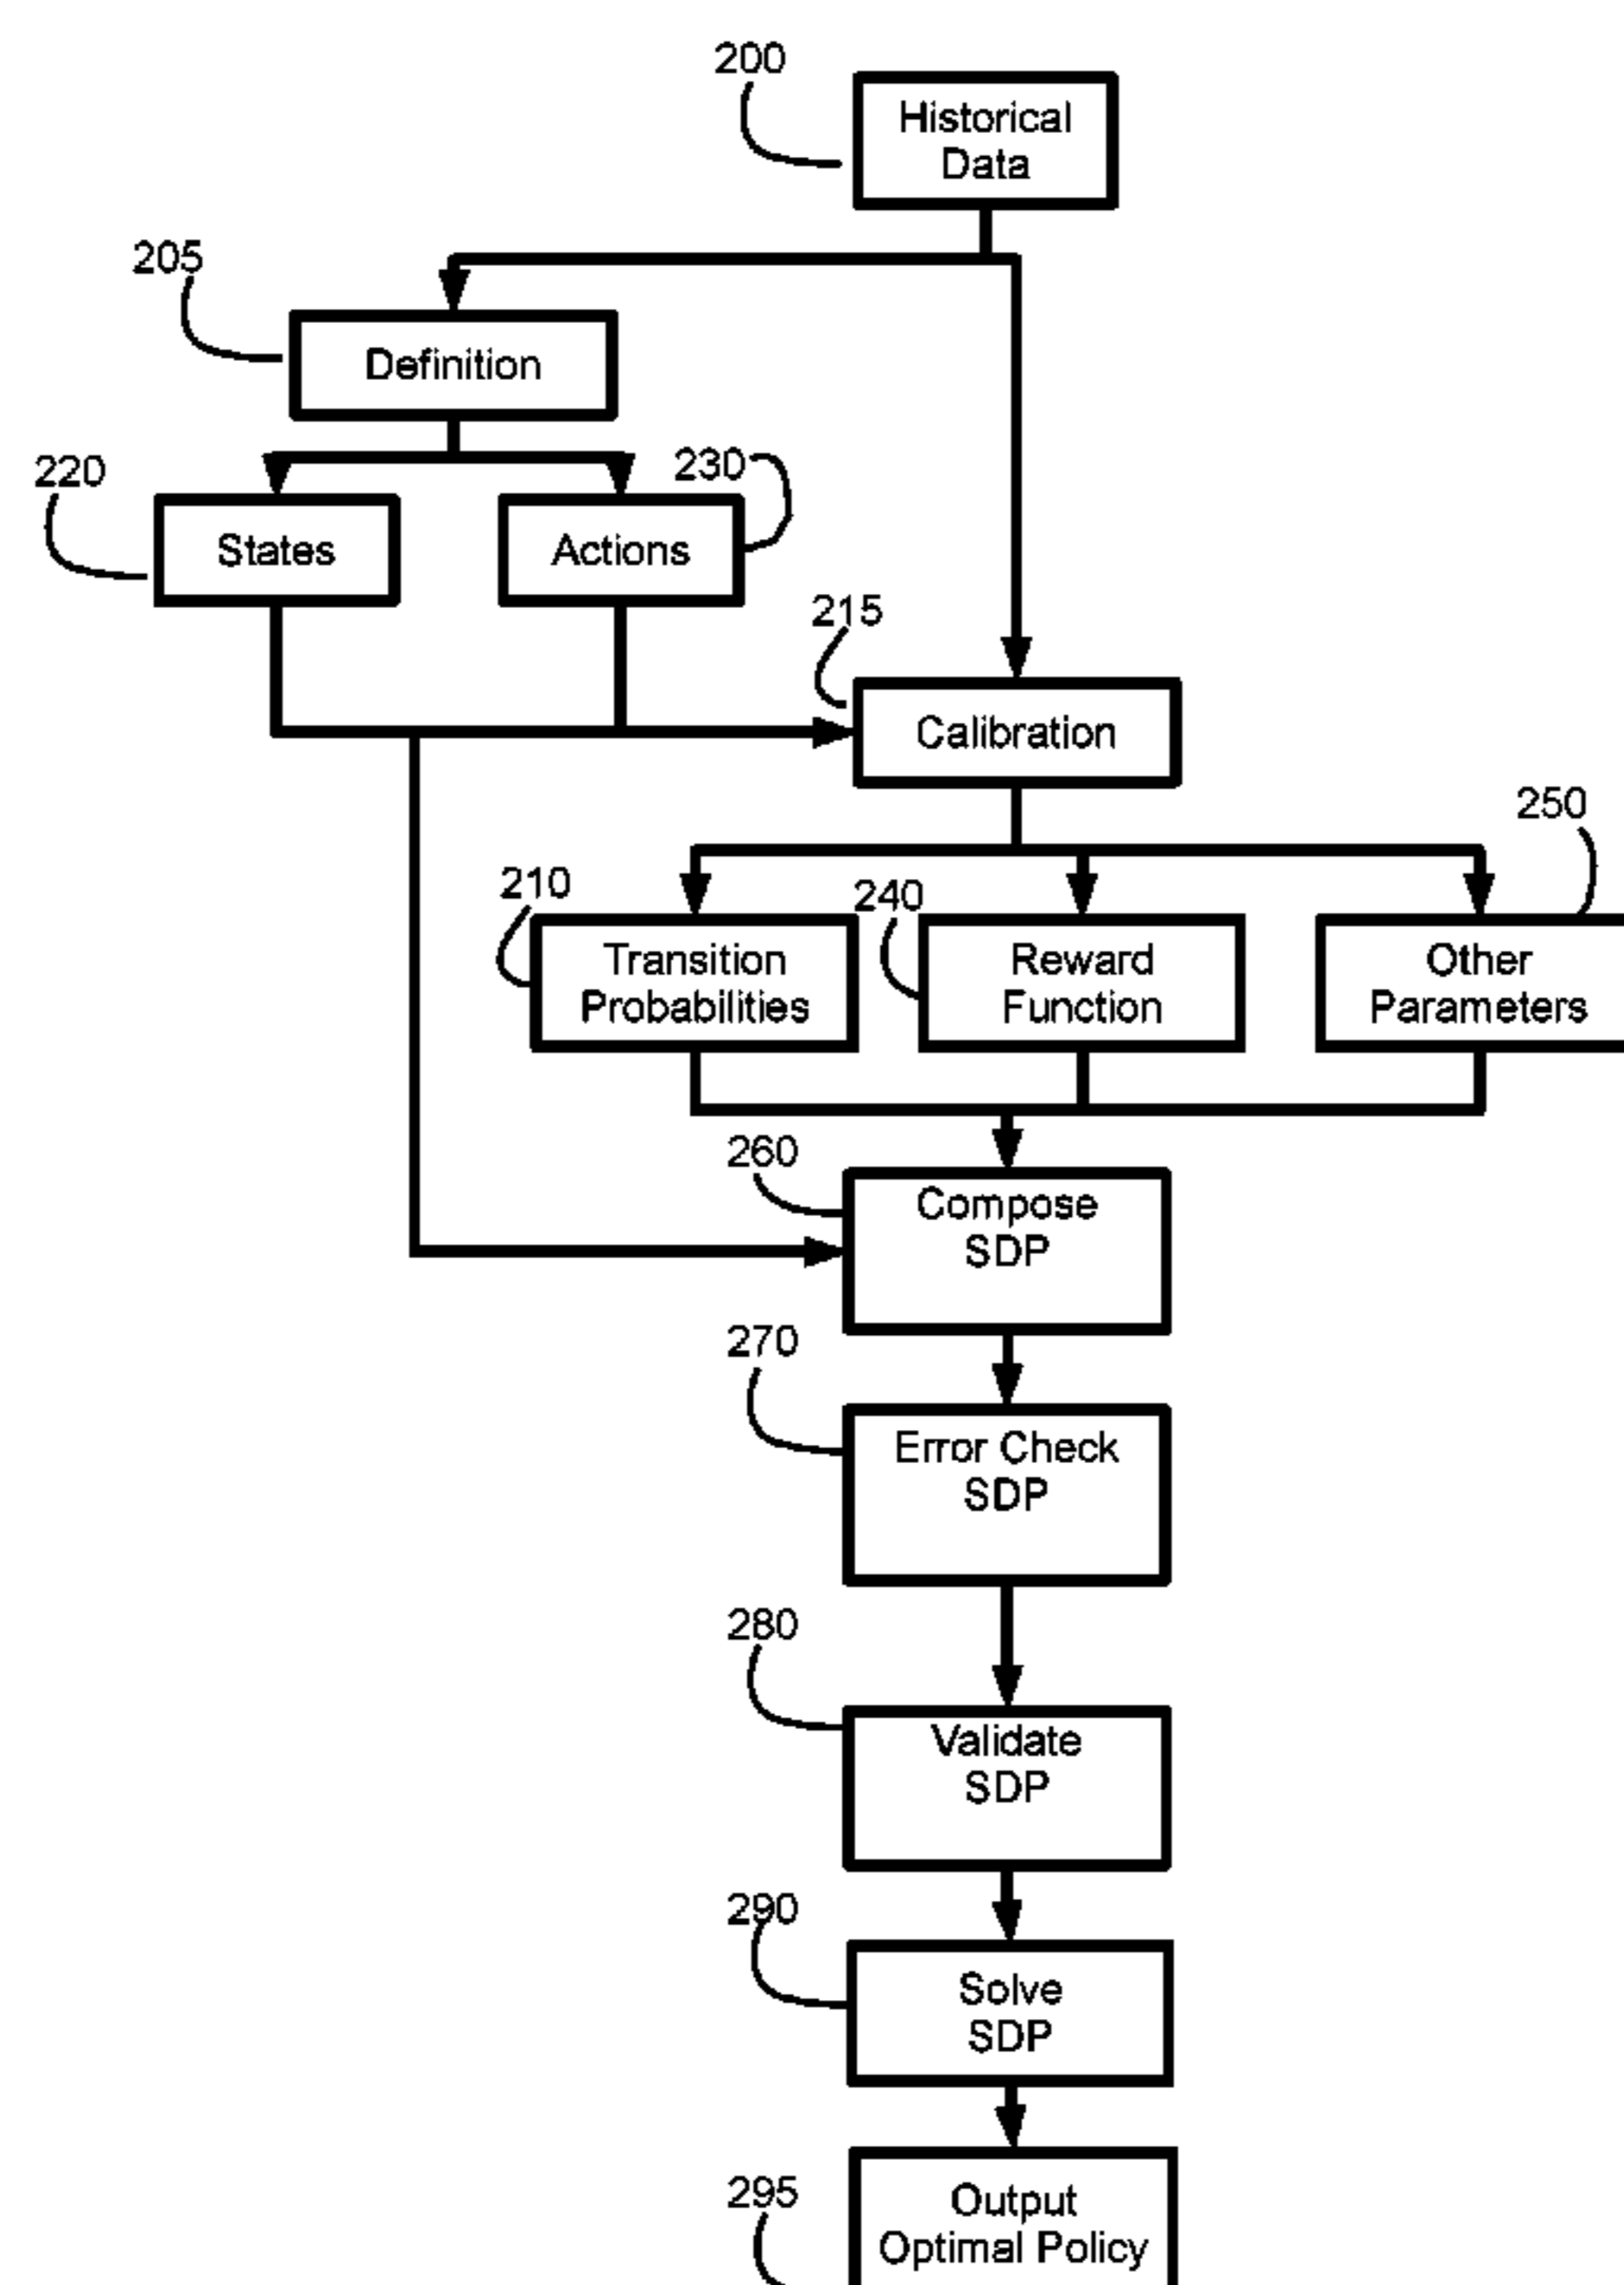 200
Historical
Data
205
Definition
220
230
States
Actions
215
Calibration
250
210
240
Transition
Probabilities
Reward
Function
Other
Parameters
260
Compose
SDP
270
Error Check
SDP
280
Validate
SDP
290
Solve
SDP
295
Output
Optimal Policy